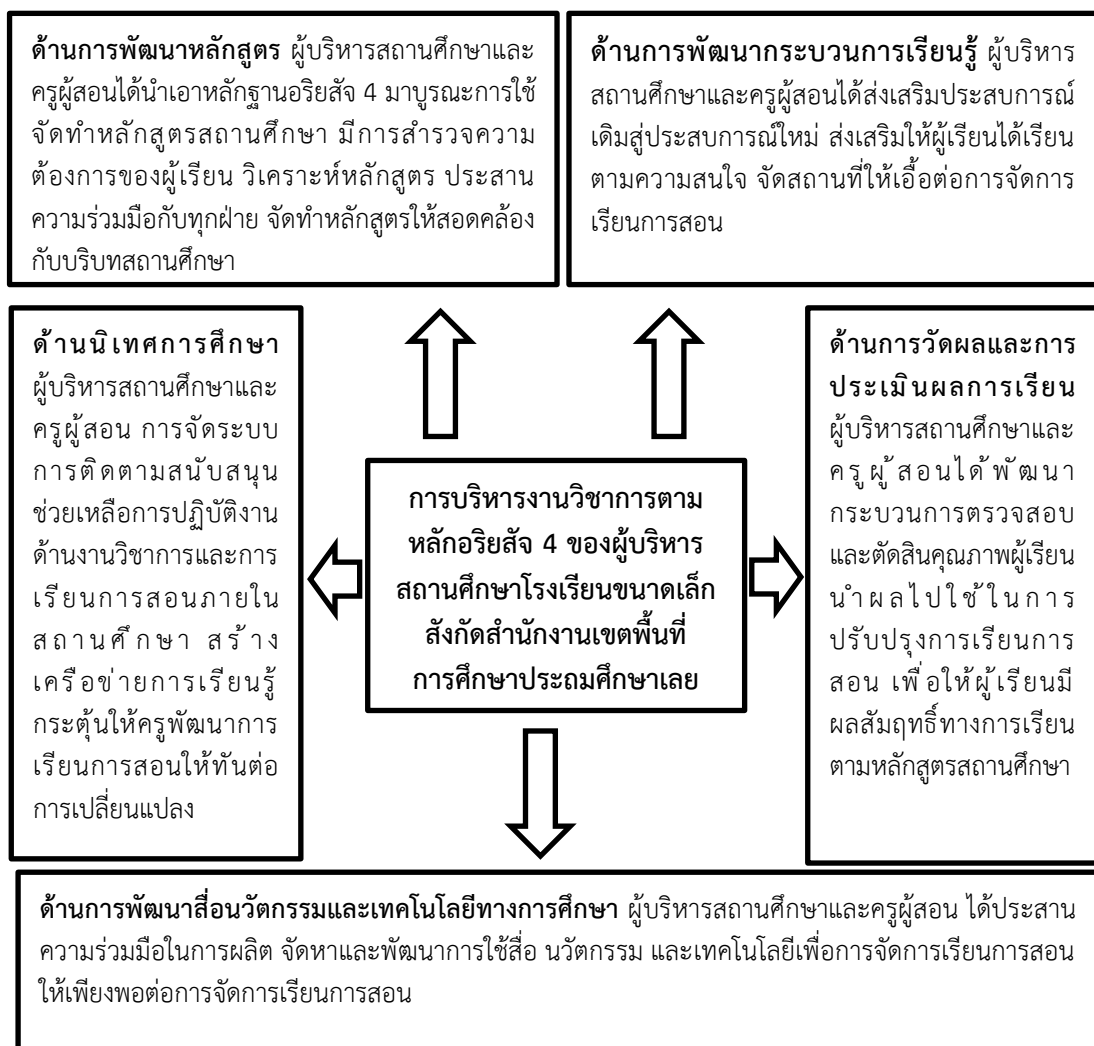 ด้านการพัฒนาหลักสูตร ผู้บริหารสถานศึกษาและ
ครูผู้สอนได้นำเอาหลักฐานอริยสัจ 4 มาบูรณะการใช้
จัดทำหลักสูตรสถานศึกษา มีการสำรวจความ
ต้องการของผู้เรียน วิเคราะห์หลักสูตร ประสาน
ความร่วมมือกับทุกฝ่าย จัดทำหลักสูตรให้สอดคล้อง
กับบริบทสถานศึกษา
ด้านการพัฒนากระบวนการเรียนรู้ ผู้บริหาร
สถานศึกษาและครูผู้สอนได้ส่งเสริมประสบการณ์
เดิมสู่ประสบการณ์ใหม่ ส่งเสริมให้ผู้เรียนได้เรียน
ตามความสนใจ จัดสถานที่ให้เอื้อต่อการจัดการ
เรียนการสอน
ด้านนิเทศการศึกษา
ผู้บริหารสถานศึกษาและ
ครูผู้สอน การจัดระบบ
การติดตามสนับสนุน
ช่วยเหลือการปฏิบัติงาน
ด้านงานวิชาการและการ
เรียนการสอนภายใน
สถานศึกษา สร้าง
เครือข่ายการเรียนรู้
กระตุ้นให้ครูพัฒนาการ
เรียนการสอนให้ทันต่อ
การเปลี่ยนแปลง
การบริหารงานวิชาการตาม
หลักอริยสัจ 4 ของผู้บริหาร
สถานศึกษาโรงเรียนขนาดเล็ก
สังกัดสำนักงานเขตพื้นที่
การศึกษาประถมศึกษาเลย
ด้านการวัดผลและการ
ประเมินผลการเรียน
ผู้บริหารสถานศึกษาและ
ครูผู้สอนได้พัฒนา
กระบวนการตรวจสอบ
และตัดสินคุณภาพผู้เรียน
นำผลไปใช้ในการ
ปรับปรุงการเรียนการ
สอน เพื่อให้ผู้เรียนมี
ผลสัมฤทธิ์ทางการเรียน
ตามหลักสูตรสถานศึกษา
ด้านการพัฒนาสื่อนวัตกรรมและเทคโนโลยีทางการศึกษา ผู้บริหารสถานศึกษาและครูผู้สอน ได้ประสาน
ความร่วมมือในการผลิต จัดหาและพัฒนาการใช้สื่อ นวัตกรรม และเทคโนโลยีเพื่อการจัดการเรียนการสอน
ให้เพียงพอต่อการจัดการเรียนการสอน